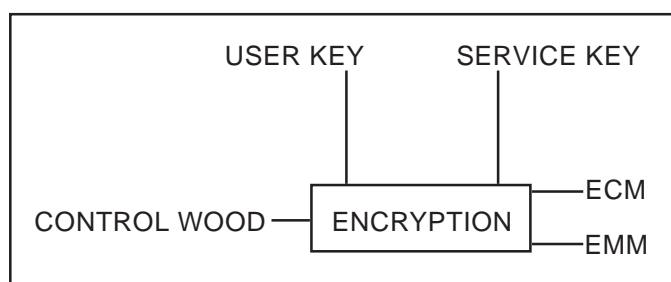 USER KEY SERVICE KEY
ECM
CONTROL WOOD ENCRYPTION
EMM